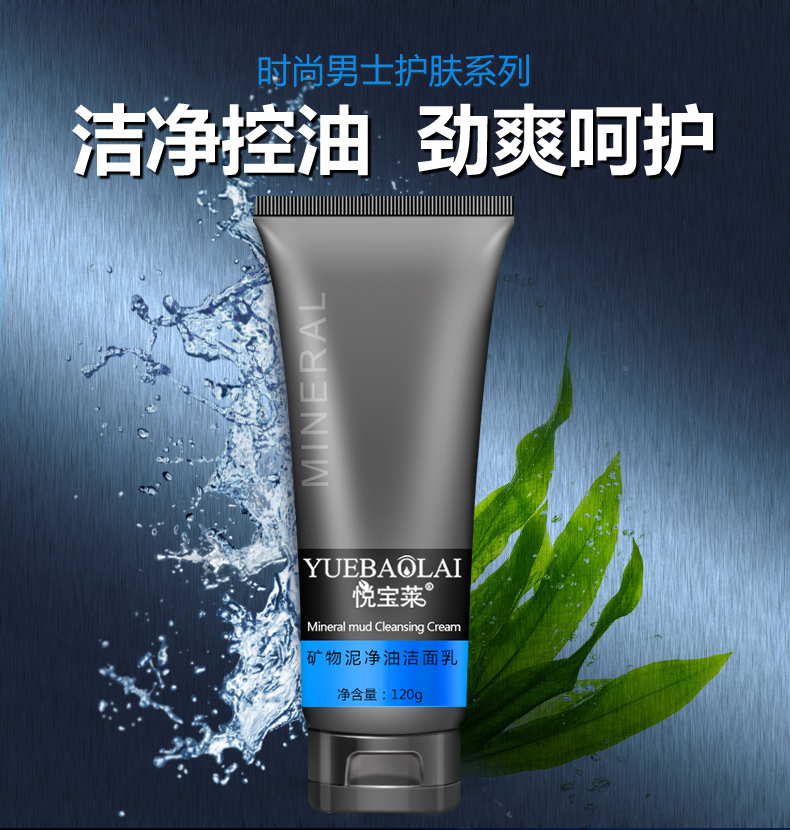 时尚男士护肤系列
洁净控油 劲爽呵护
MINERAL
YUEBAOLAI
悦宝莱®
Mineral mud Cleansing Cream
矿物泥净油洁面乳
净含量：120g